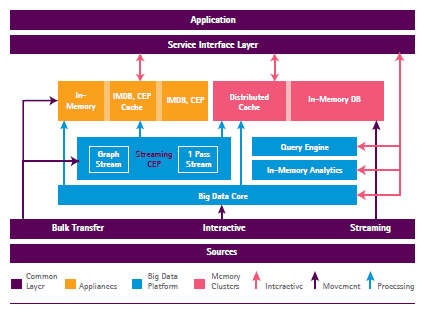 Application
Service Interface Layer
In-
Memory
IMDB, CEP
Cache
IMDB, CEP
Distributed
Cache
In-Memory DB
Graph
Stream
Streaming
CEP
1 Pass
Stream
Query Engine
In-Memory Analytics
Big Data Core
Bulk Transfer
Interactive
Streaming
Sources
Common
Layer
Appliances
Big Data
Platform
Memory
Clusters
Interactive
Movement
Processing